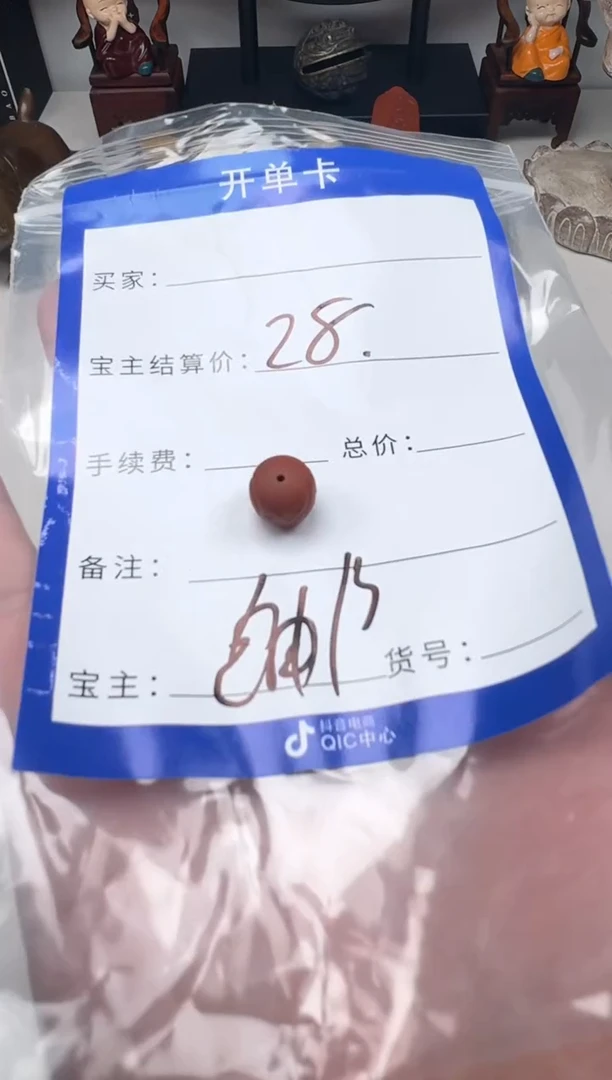 开单卡
买家：
宝主结算价： 28.
手续费： 总价：
备注：
宝主： 货号：
抖音电商
QIC中心